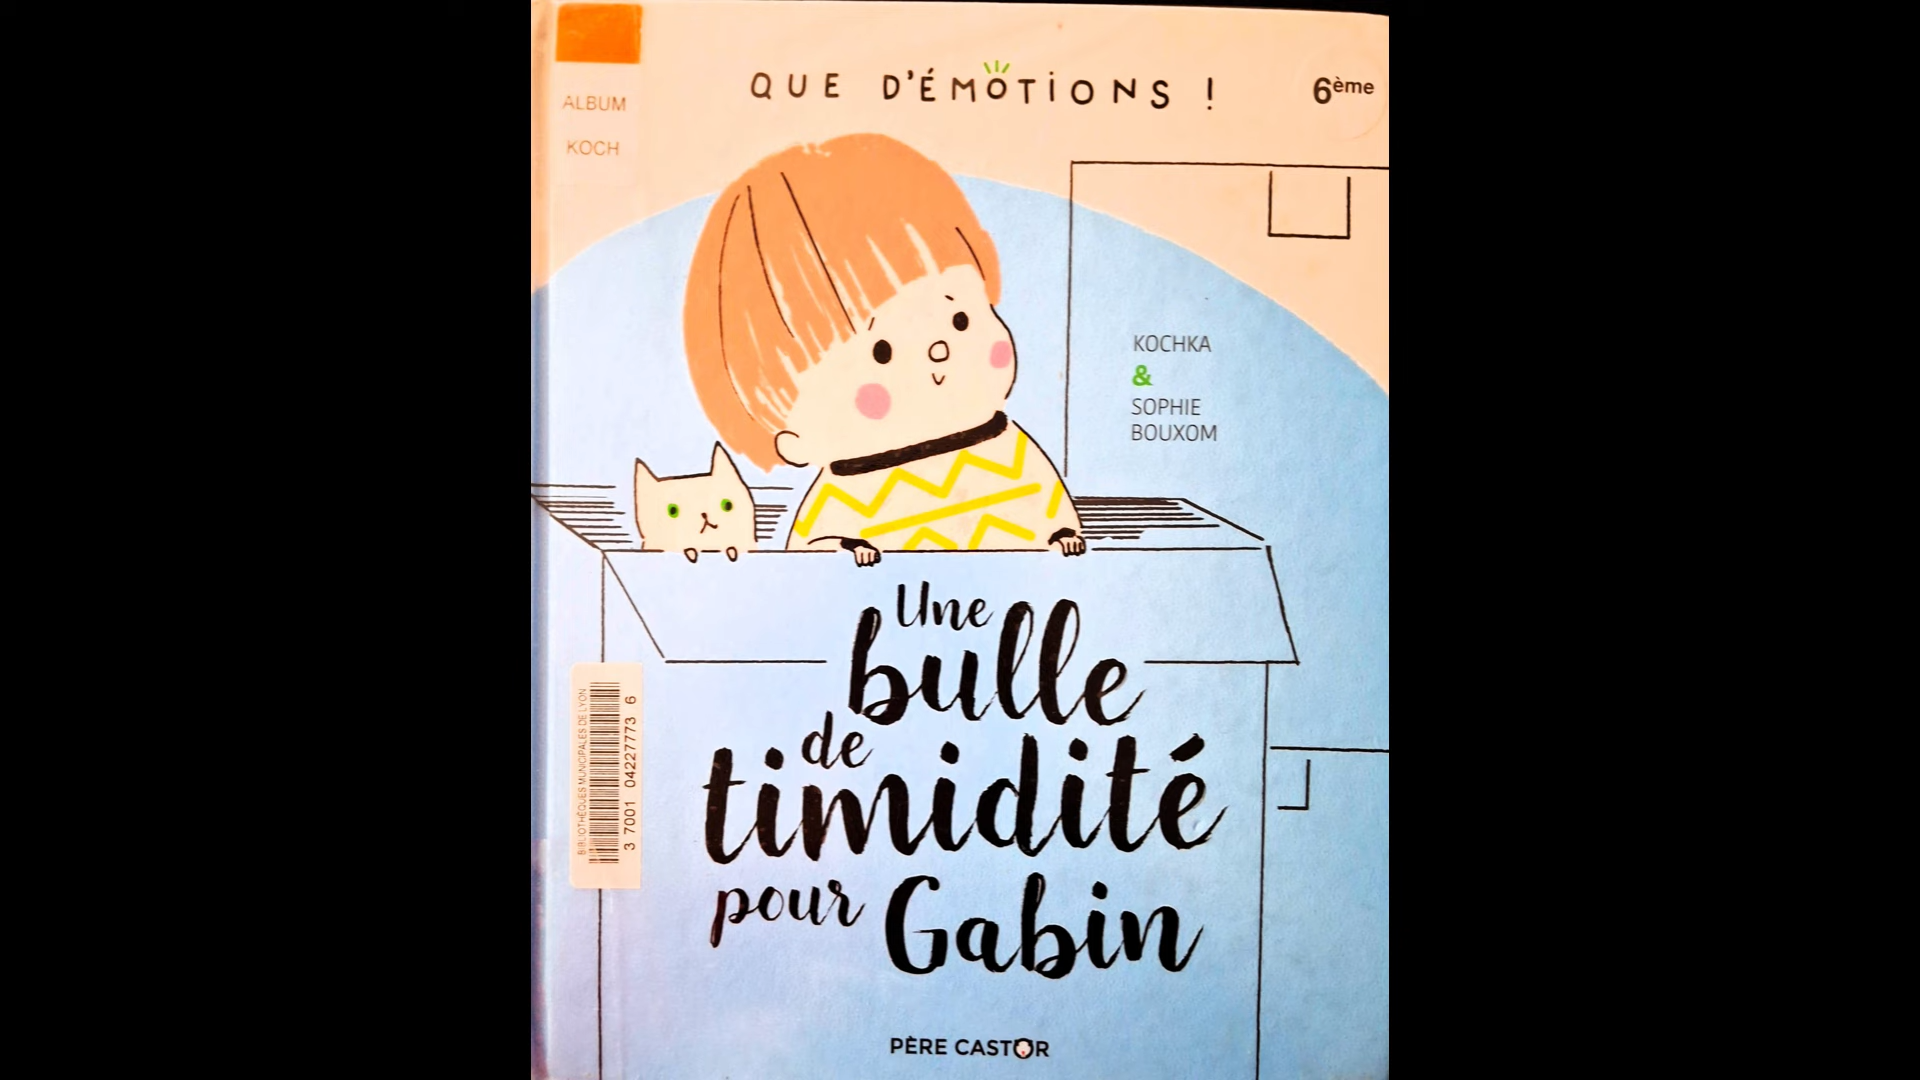 QUE D'ÉMOTIONS !
6ème
ALBUM
KOCH
KOCHKA
&
SOPHIE
BOUXOM
Une
bulle
de
timidité
pour Gabin
BIBLIOTHÈQUES MUNICIPALES DE LYON
3 7001 04227773 6
PÈRE CASTOR